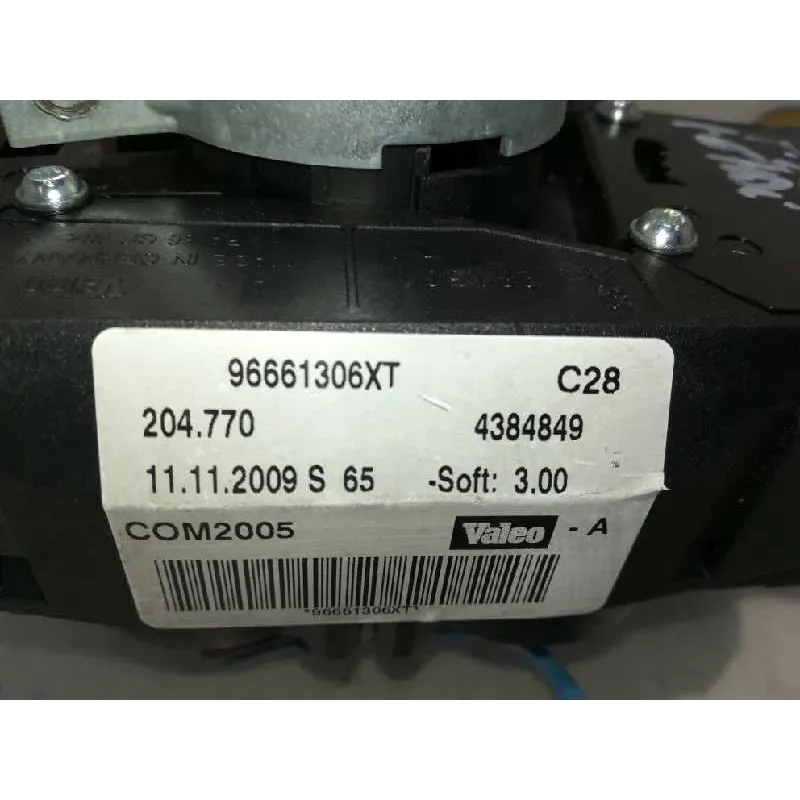 96661306XT C28
204.770 4384849
11.11.2009 S 65 -Soft: 3.00
COM2005 Valeo - A
*96661306XT*